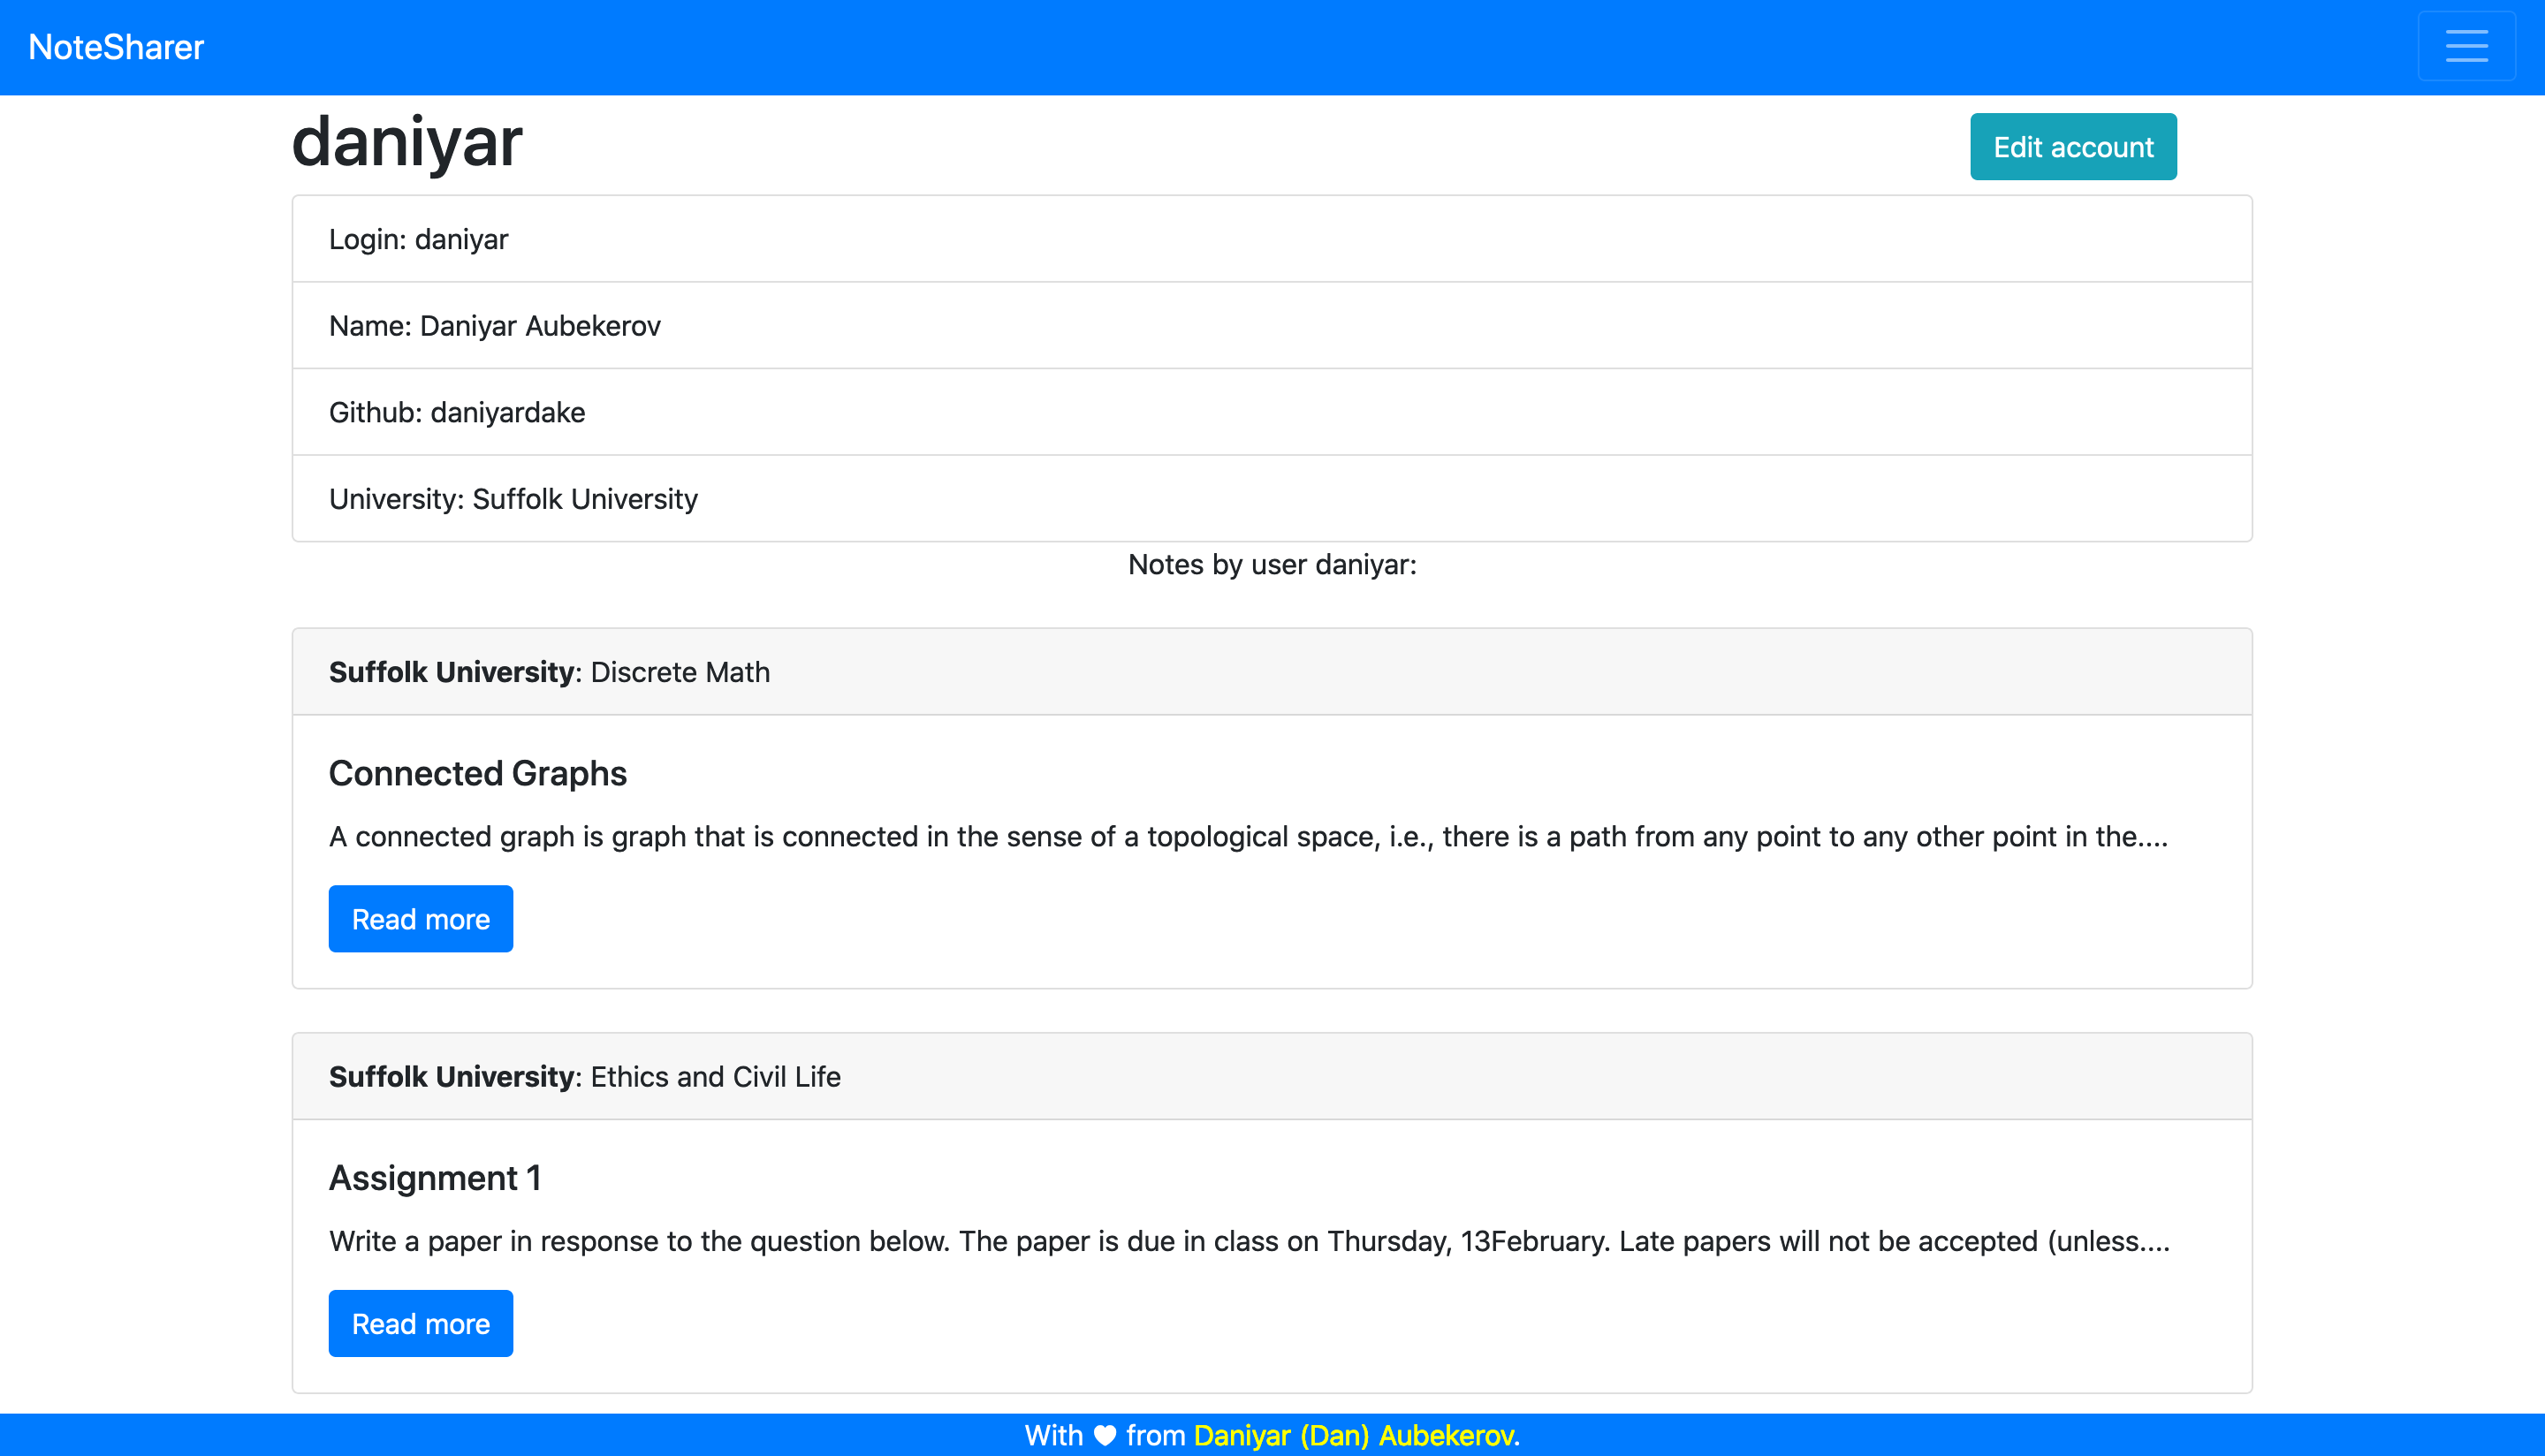 NoteSharer
daniyar
Edit account
Login: daniyar
Name: Daniyar Aubekerov
Github: daniyardake
University: Suffolk University
Notes by user daniyar:
Suffolk University: Discrete Math
Connected Graphs
A connected graph is graph that is connected in the sense of a topological space, i.e., there is a path from any point to any other point in the....
Read more
Suffolk University: Ethics and Civil Life
Assignment 1
Write a paper in response to the question below. The paper is due in class on Thursday, 13February. Late papers will not be accepted (unless....
Read more
With ♥ from Daniyar (Dan) Aubekerov.